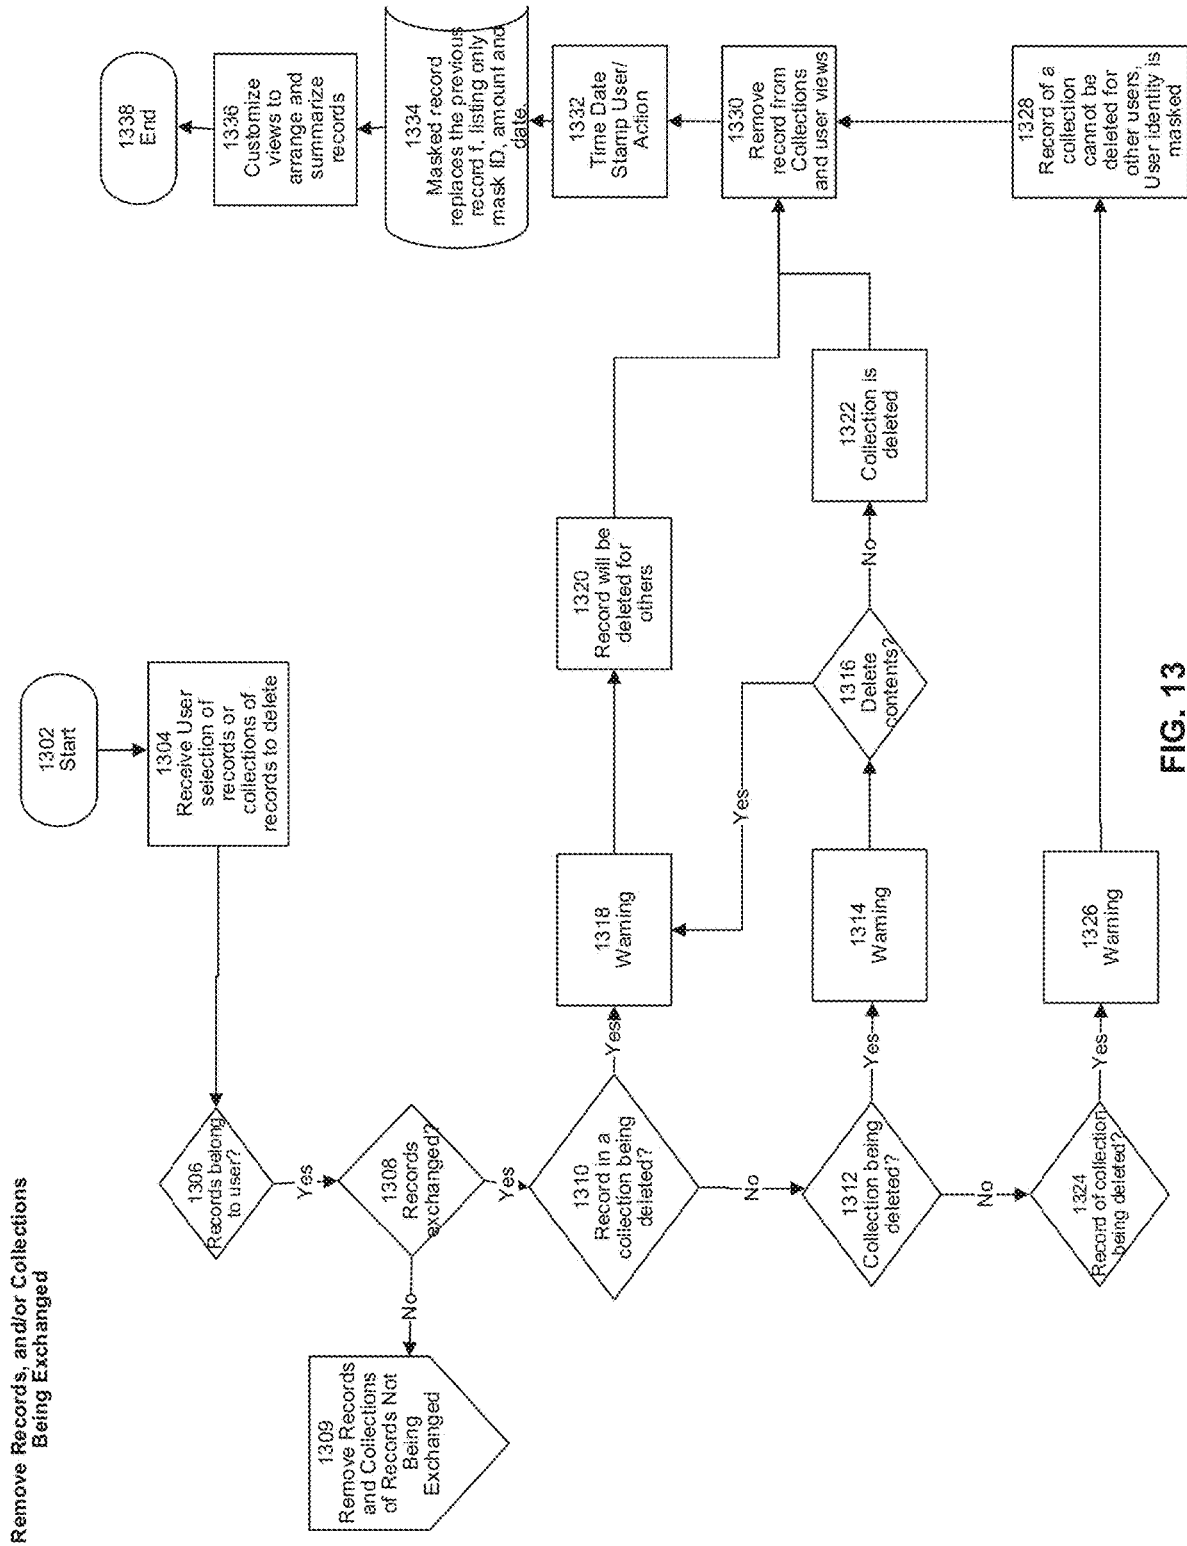 Remove Records, and/or Collections
Being Exchanged
1302
Start
1304
Receive User
selection of
records or
collections of
records to delete
1306
Records belong
to user?
Yes
1308
Records
exchanged?
No
1309
Remove Records
and Collections
of Records Not
Being
Exchanged
Yes
1310
Record in a
collection being
deleted?
Yes
1318
Warning
1320
Record will be
deleted for
others
No
1312
Collection being
deleted?
Yes
1314
Warning
1316
Delete
contents?
Yes
No
1322
Collection is
deleted
No
1324
Record of collection
being deleted?
Yes
1326
Warning
1328
Record of a
collection
cannot be
deleted for
other users,
User identity is
masked
1330
Remove
record from
Collections
and user views
1332
Time Date
Stamp User/
Action
1334
Masked record
replaces the previous
record f, listing only
mask ID, amount and
date.
1336
Customize
views to
arrange and
summarize
records
1338
End
FIG. 13